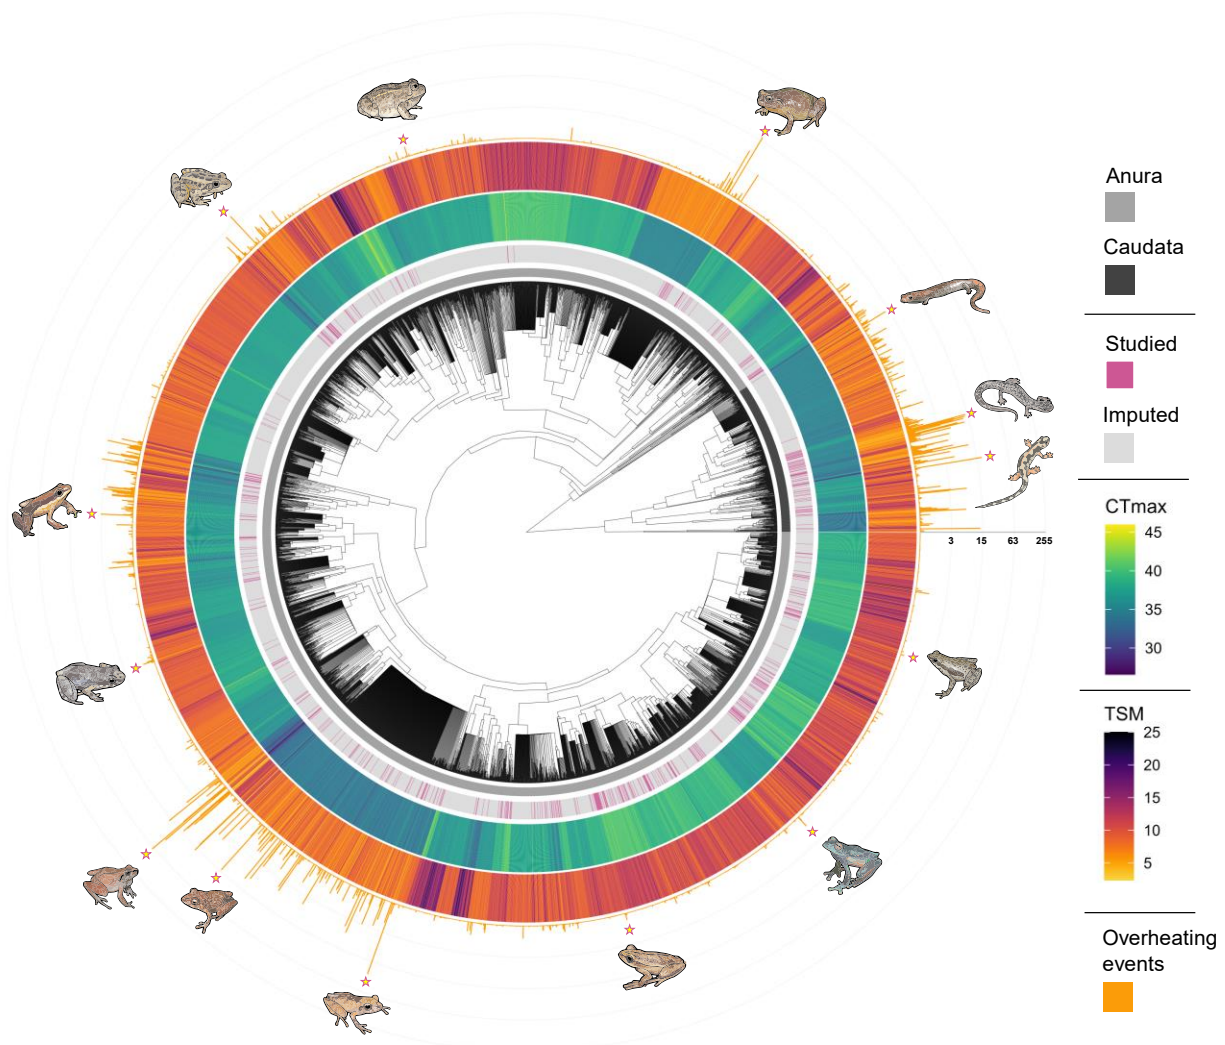 Anura
Caudata
Studied
Imputed
CTmax
45
40
35
30
3 15 63 255
TSM
25
20
15
10
5
Overheating
events